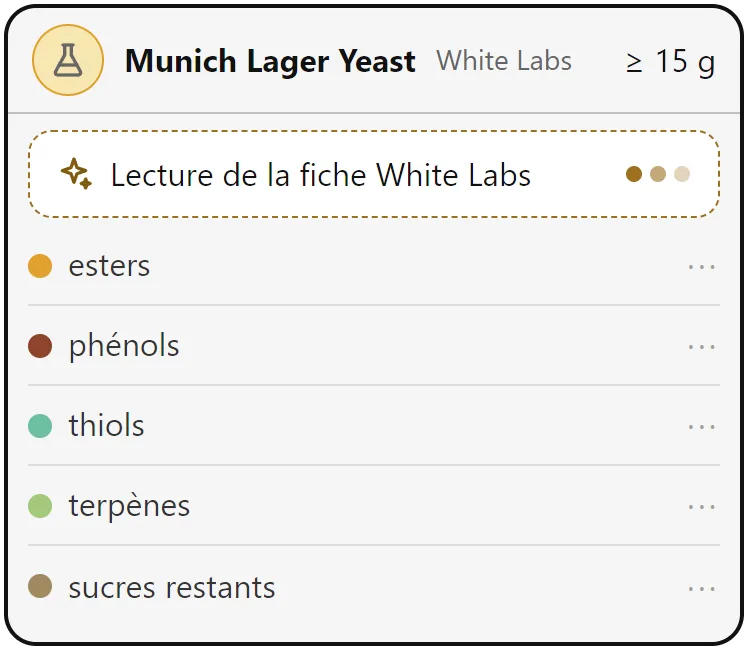 Munich Lager Yeast White Labs ≥ 15 g
Lecture de la fiche White Labs
esters ...
phénols ...
thiols ...
terpènes ...
sucres restants ...